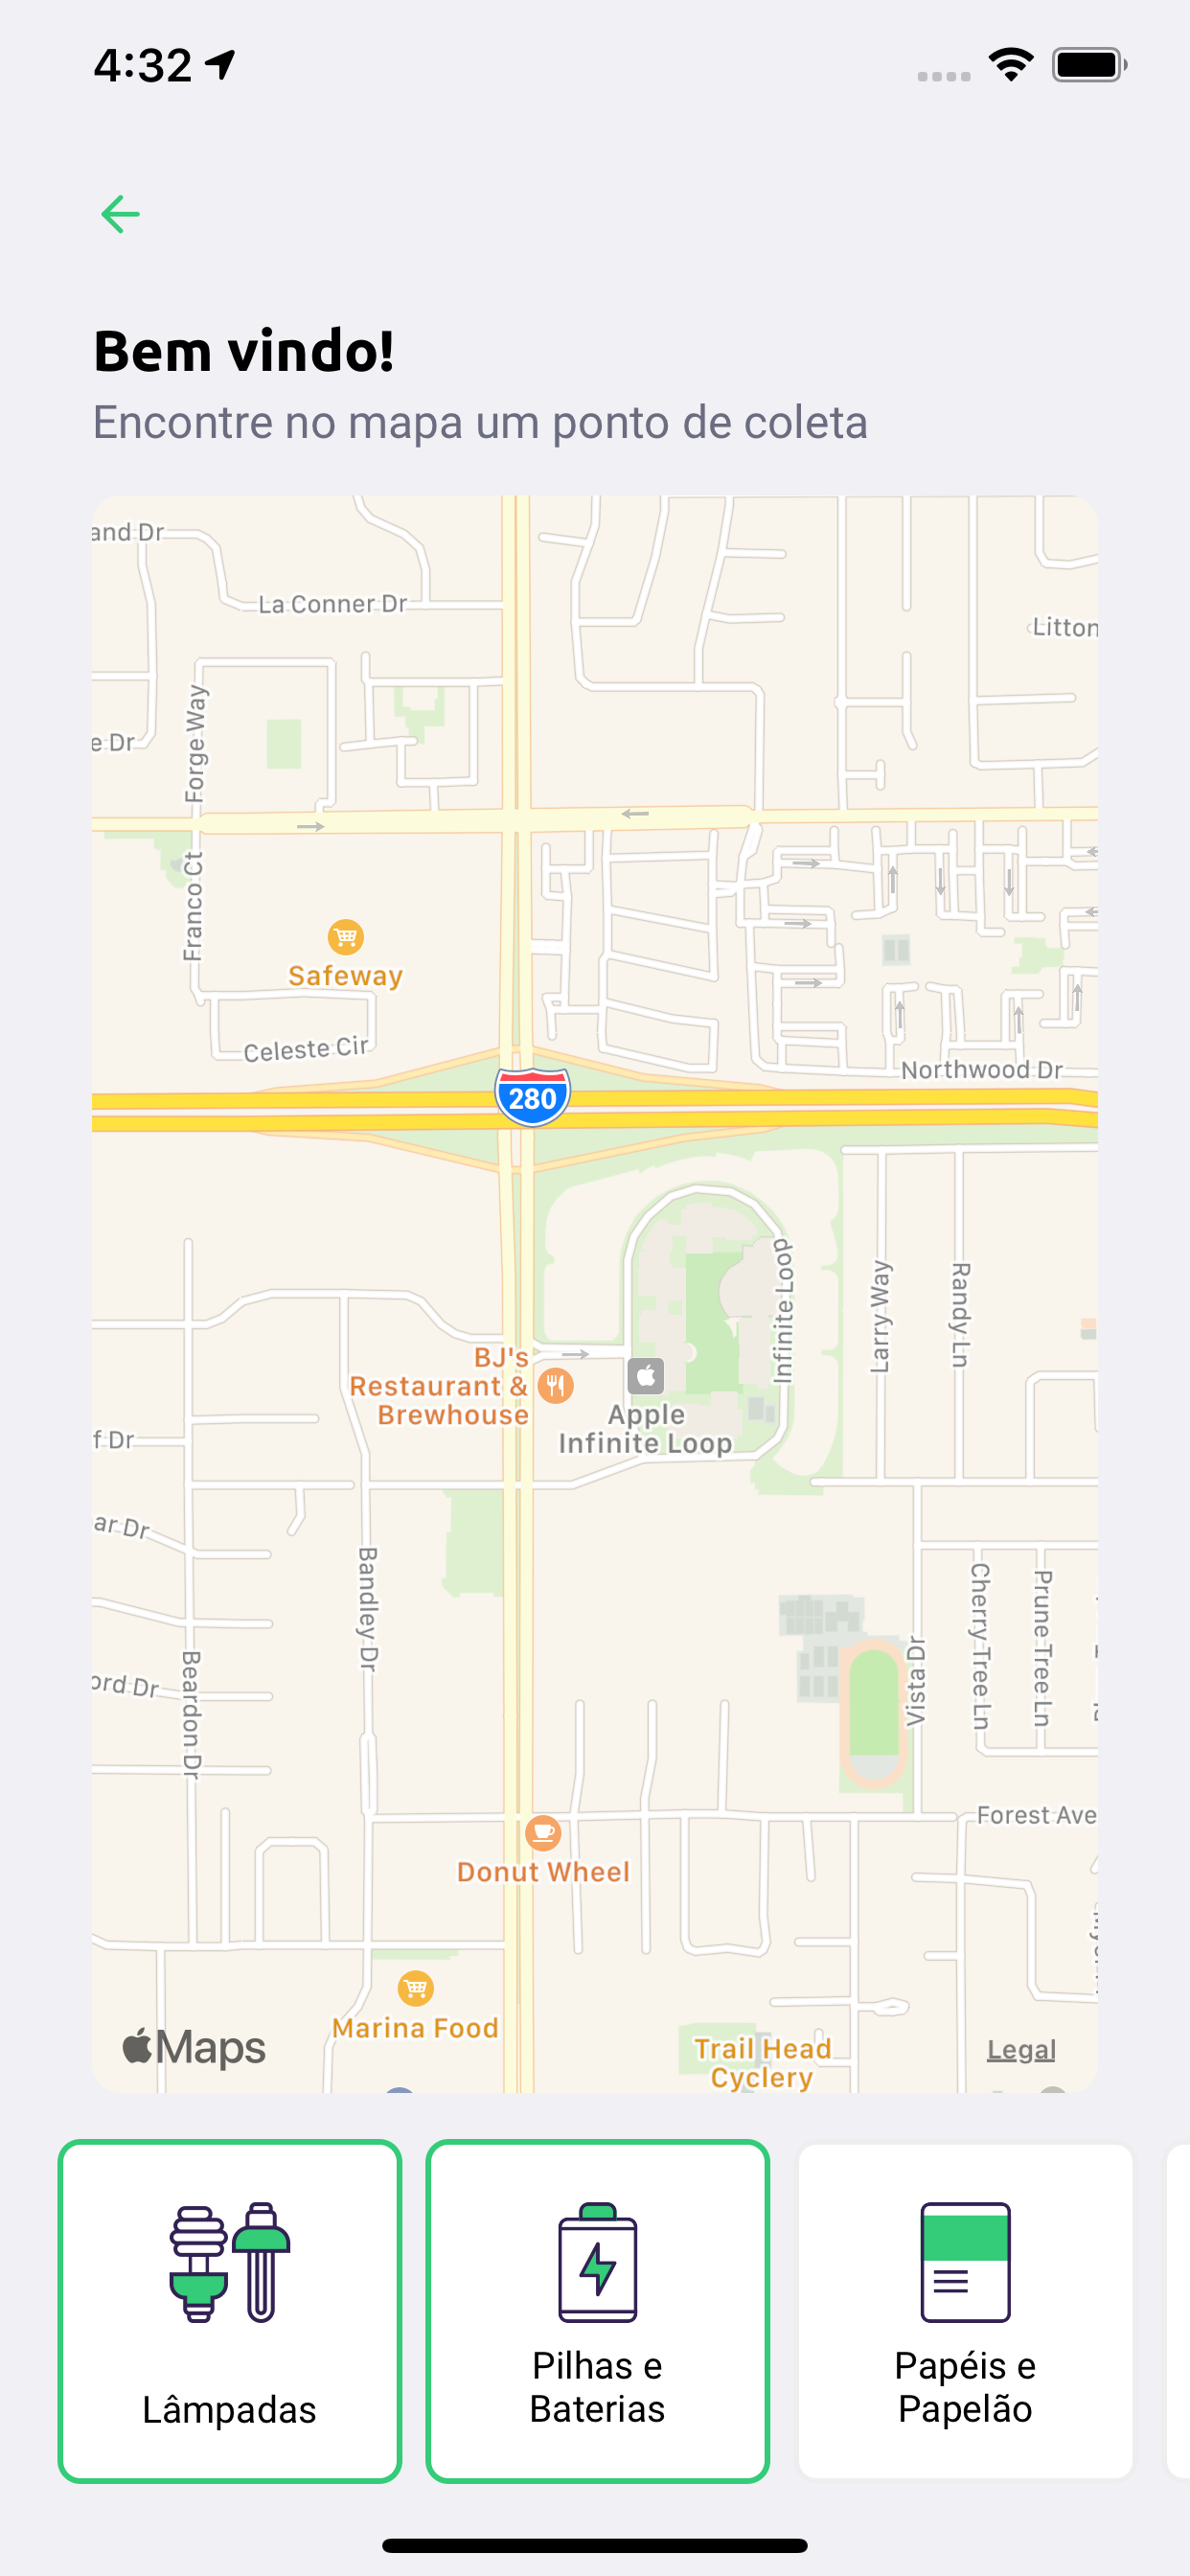 4:32
Bem vindo!
Encontre no mapa um ponto de coleta
and Dr
La Conner Dr
Litton
Forge Way
e Dr
Franco Ct
Safeway
Celeste Cir
Northwood Dr
280
Infinite Loop
Larry Way
Randy Ln
BJ's
Restaurant &
Brewhouse
Apple
Infinite Loop
f Dr
ar Dr
Bandley Dr
Cherry Tree Ln
Prune Tree Ln
Vista Dr
Beardon Dr
ord Dr
Forest Ave
Donut Wheel
Marina Food
Maps
Trail Head
Cyclery
Legal
Lâmpadas
Pilhas e
Baterias
Papéis e
Papelão